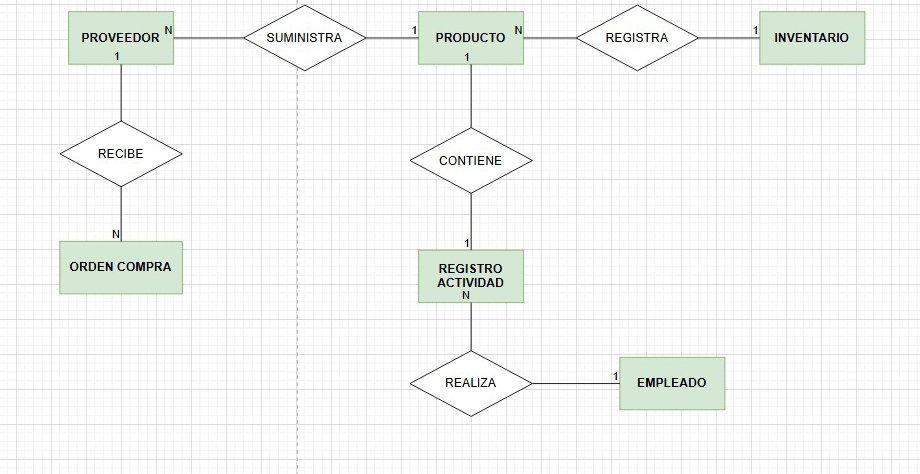 PROVEEDOR
N
SUMINISTRA
1
PRODUCTO
N
REGISTRA
1
INVENTARIO
1
1
RECIBE
CONTIENE
N
1
ORDEN COMPRA
REGISTRO
ACTIVIDAD
N
REALIZA
1
EMPLEADO